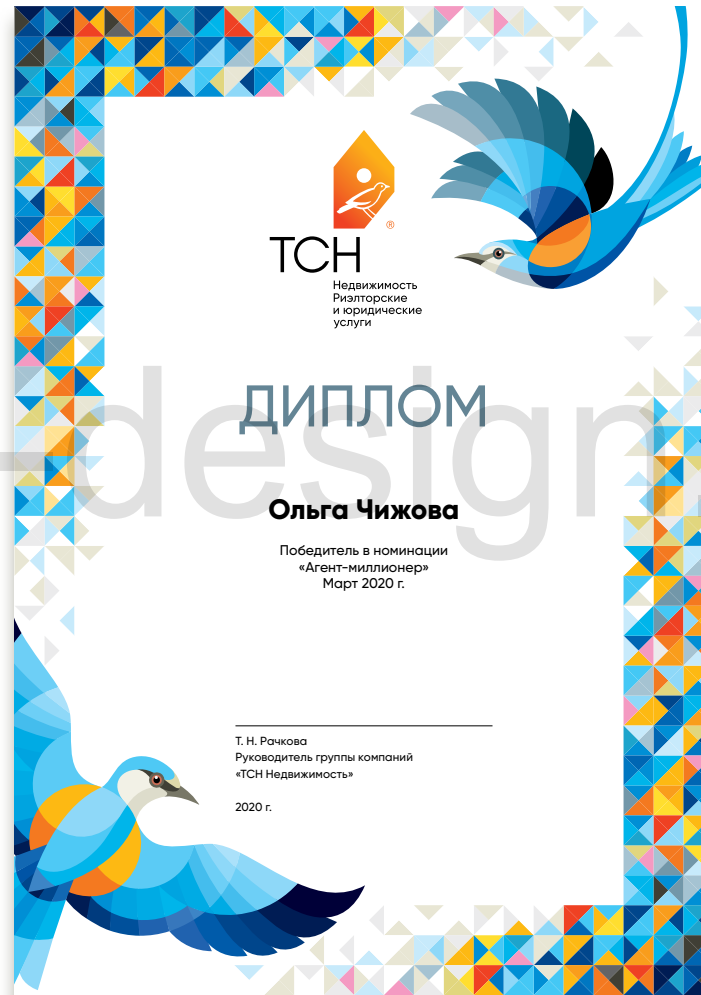 ТСН
®
Недвижимость
Риэлторские
и юридические
услуги
ДИПЛОМ
-design
Ольга Чижова
Победитель в номинации
«Агент-миллионер»
Март 2020 г.
Т. Н. Рачкова
Руководитель группы компаний
«ТСН Недвижимость»
2020 г.